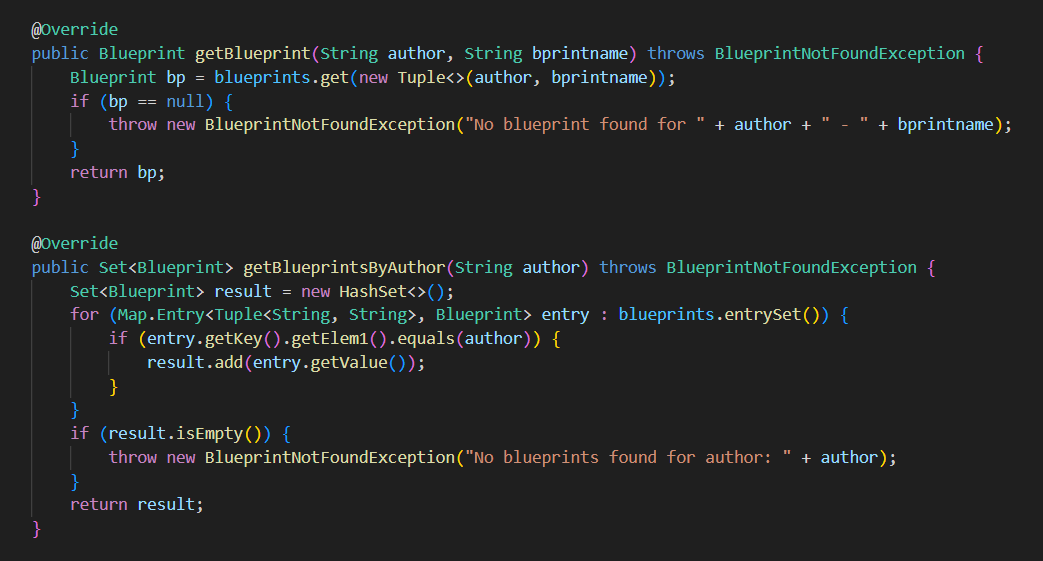 @Override
public Blueprint getBlueprint(String author, String bprintname) throws BlueprintNotFoundException {
    Blueprint bp = blueprints.get(new Tuple<>(author, bprintname));
    if (bp == null) {
        throw new BlueprintNotFoundException("No blueprint found for " + author + " - " + bprintname);
    }
    return bp;
}

@Override
public Set<Blueprint> getBlueprintsByAuthor(String author) throws BlueprintNotFoundException {
    Set<Blueprint> result = new HashSet<>();
    for (Map.Entry<Tuple<String, String>, Blueprint> entry : blueprints.entrySet()) {
        if (entry.getKey().getElem1().equals(author)) {
            result.add(entry.getValue());
        }
    }
    if (result.isEmpty()) {
        throw new BlueprintNotFoundException("No blueprints found for author: " + author);
    }
    return result;
}